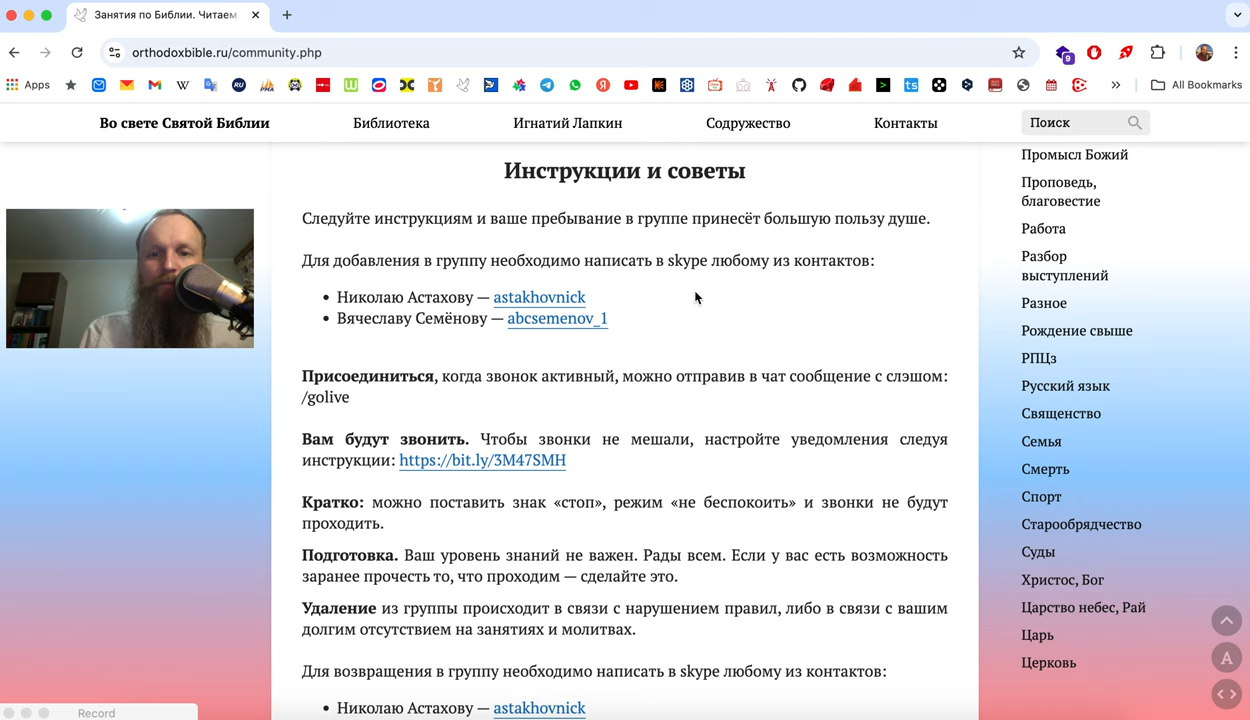 Занятия по Библии. Читаем
orthodoxbible.ru/community.php
9
Apps
All Bookmarks
Во свете Святой Библии
Библиотека
Игнатий Лапкин
Содружество
Контакты
Поиск
Инструкции и советы
Следуйте инструкциям и ваше пребывание в группе принесёт большую пользу душе.
Для добавления в группу необходимо написать в skype любому из контактов:
• Николаю Астахову — astakhovnick
• Вячеславу Семёнову — abcsemenov_1
Присоединиться, когда звонок активный, можно отправив в чат сообщение с слэшом:
/golive
Вам будут звонить. Чтобы звонки не мешали, настройте уведомления следуя
инструкции: https://bit.ly/3M47SMH
Кратко: можно поставить знак «стоп», режим «не беспокоить» и звонки не будут
проходить.
Подготовка. Ваш уровень знаний не важен. Рады всем. Если у вас есть возможность
заранее прочесть то, что проходим — сделайте это.
Удаление из группы происходит в связи с нарушением правил, либо в связи с вашим
долгим отсутствием на занятиях и молитвах.
Для возвращения в группу необходимо написать в skype любому из контактов:
• Николаю Астахову — astakhovnick
Промысл Божий
Проповедь,
благовестие
Работа
Разбор
выступлений
Разное
Рождение свыше
РПЦз
Русский язык
Священство
Семья
Смерть
Спорт
Старообрядчество
Суды
Христос, Бог
Царство небес, Рай
Царь
Церковь
A
Record